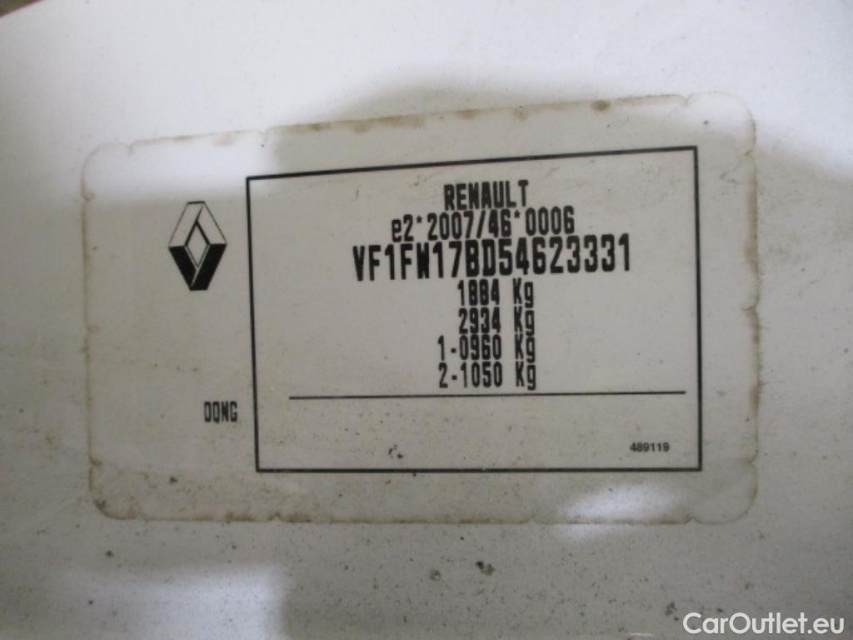 RENAULT
e2*2007/46*0006
VF1FW17BD54623331
1884 Kg
2934 Kg
1-0960 Kg
2-1050 Kg
DQNG
489119
CarOutlet.eu